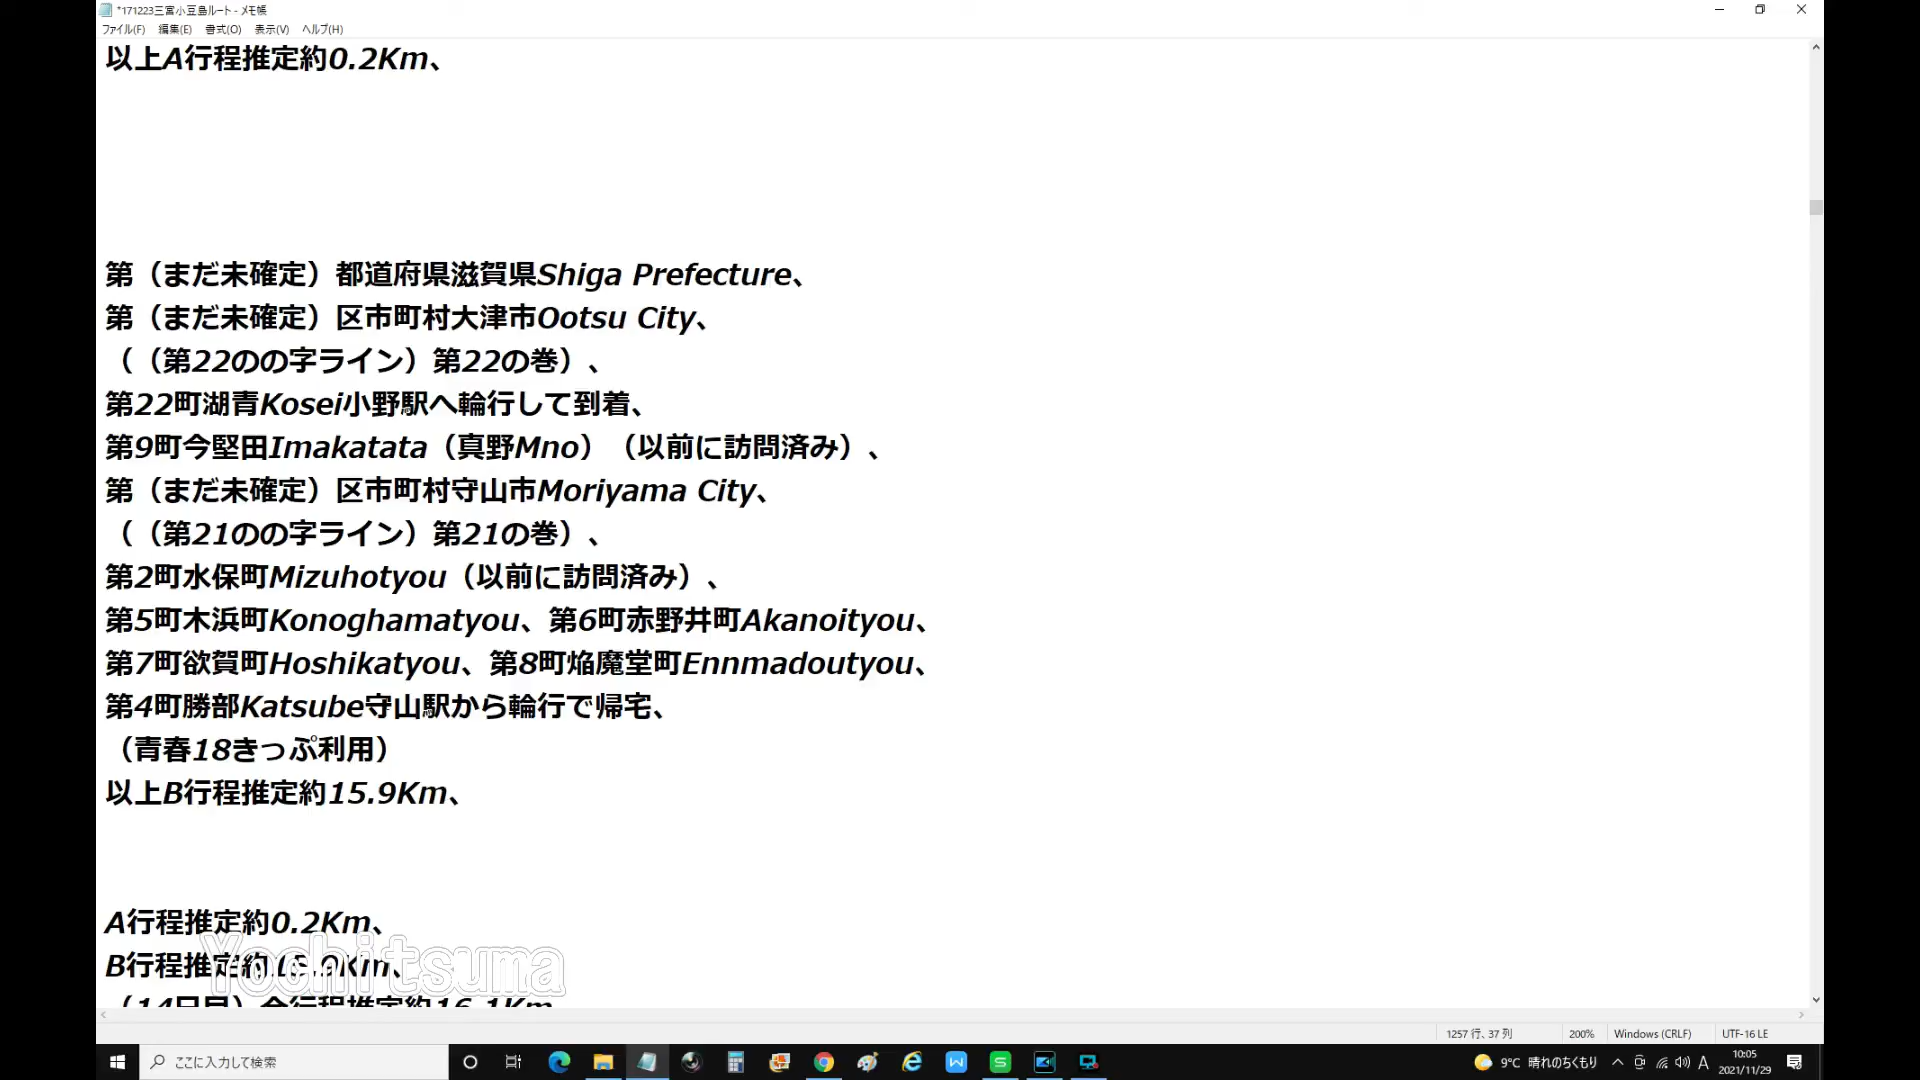 *171223三宮小豆島ルート - メモ帳
ファイル(F) 編集(E) 書式(O) 表示(V) ヘルプ(H)
以上A行程推定約0.2Km、
第（まだ未確定）都道府県滋賀県Shiga Prefecture、
第（まだ未確定）区市町村大津市Ootsu City、
（（第22のの字ライン）第22の巻）、
第22町湖青Kosei小野駅へ輪行して到着、
第9町今堅田Imakatata（真野Mno）（以前に訪問済み）、
第（まだ未確定）区市町村守山市Moriyama City、
（（第21のの字ライン）第21の巻）、
第2町水保町Mizuhotyou（以前に訪問済み）、
第5町木浜町Konoghamatyou、第6町赤野井町Akanoityou、
第7町欲賀町Hoshikatyou、第8町焔魔堂町Ennmadoutyou、
第4町勝部Katsube守山駅から輪行で帰宅、
（青春18きっぷ利用）
以上B行程推定約15.9Km、
A行程推定約0.2Km、
B行程推定約15.9Km、
Yochitsuma
（14日目）全行程推定約16.1Km
1257 行、37 列 200% Windows (CRLF) UTF-16 LE
ここに入力して検索
9°C 晴れのちくもり A 10:05
2021/11/29